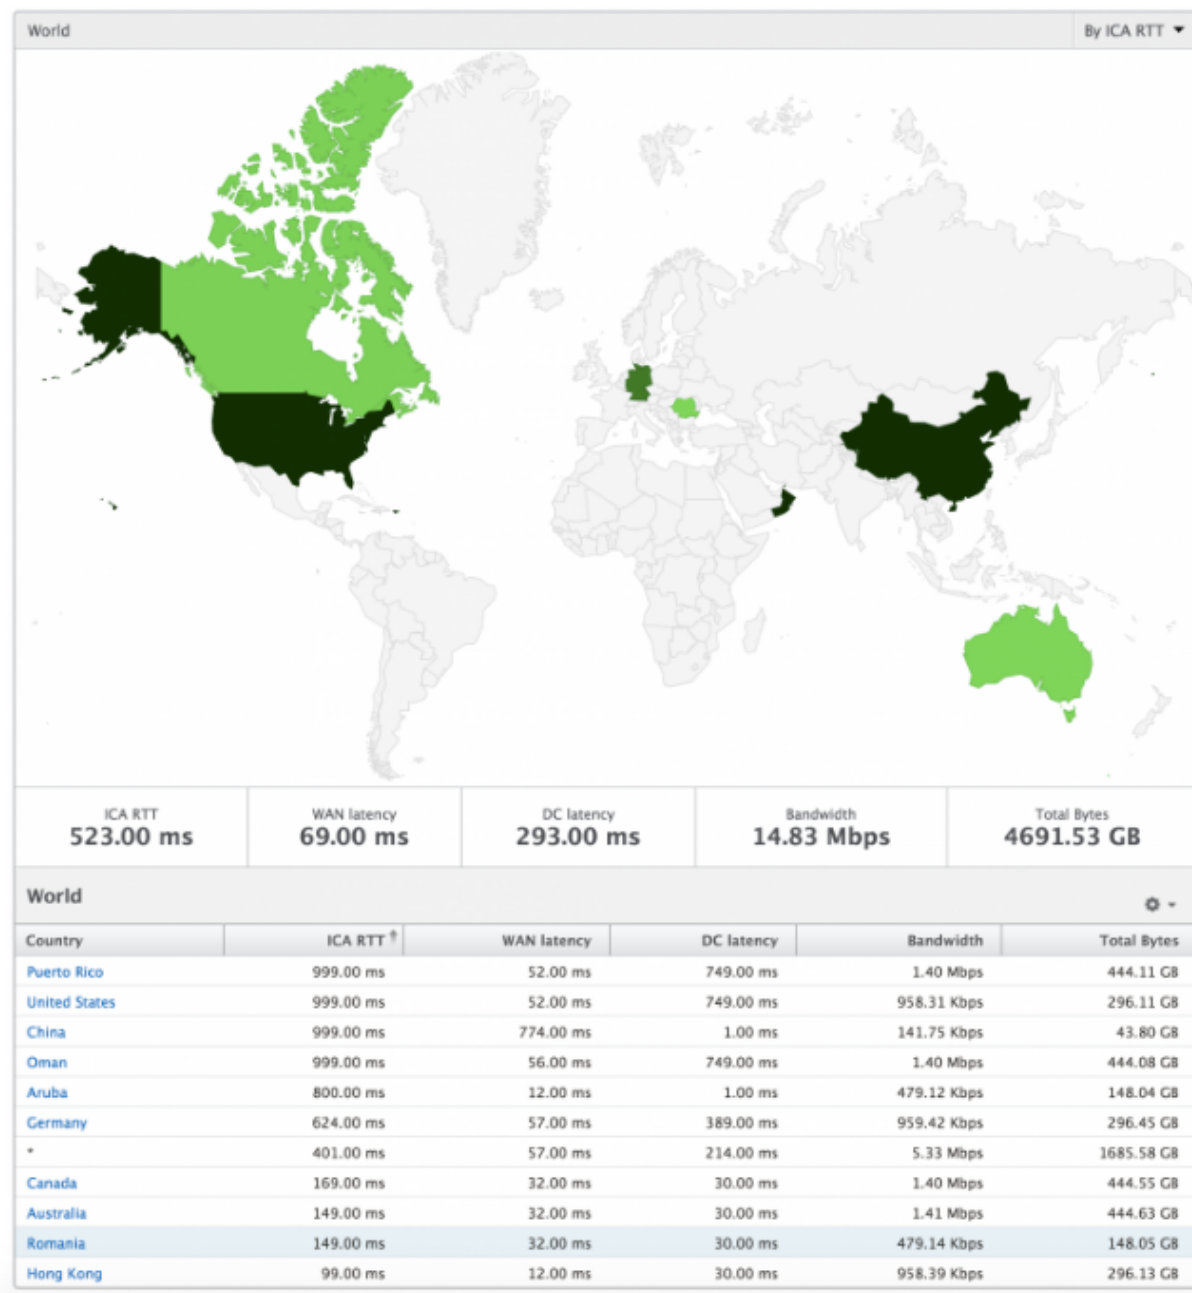 World By ICA RTT
ICA RTT WAN latency DC latency Bandwidth Total Bytes
523.00 ms 69.00 ms 293.00 ms 14.83 Mbps 4691.53 GB
World
Country ICA RTT WAN latency DC latency Bandwidth Total Bytes
Puerto Rico 999.00 ms 52.00 ms 749.00 ms 1.40 Mbps 444.11 GB
United States 999.00 ms 52.00 ms 749.00 ms 958.31 Kbps 296.11 GB
China 999.00 ms 774.00 ms 1.00 ms 141.75 Kbps 43.80 GB
Oman 999.00 ms 56.00 ms 749.00 ms 1.40 Mbps 444.08 GB
Aruba 800.00 ms 12.00 ms 1.00 ms 479.12 Kbps 148.04 GB
Germany 624.00 ms 57.00 ms 389.00 ms 959.42 Kbps 296.45 GB
* 401.00 ms 57.00 ms 214.00 ms 5.33 Mbps 1685.58 GB
Canada 169.00 ms 32.00 ms 30.00 ms 1.40 Mbps 444.55 GB
Australia 149.00 ms 32.00 ms 30.00 ms 1.41 Mbps 444.63 GB
Romania 149.00 ms 32.00 ms 30.00 ms 479.14 Kbps 148.05 GB
Hong Kong 99.00 ms 12.00 ms 30.00 ms 958.39 Kbps 296.13 GB